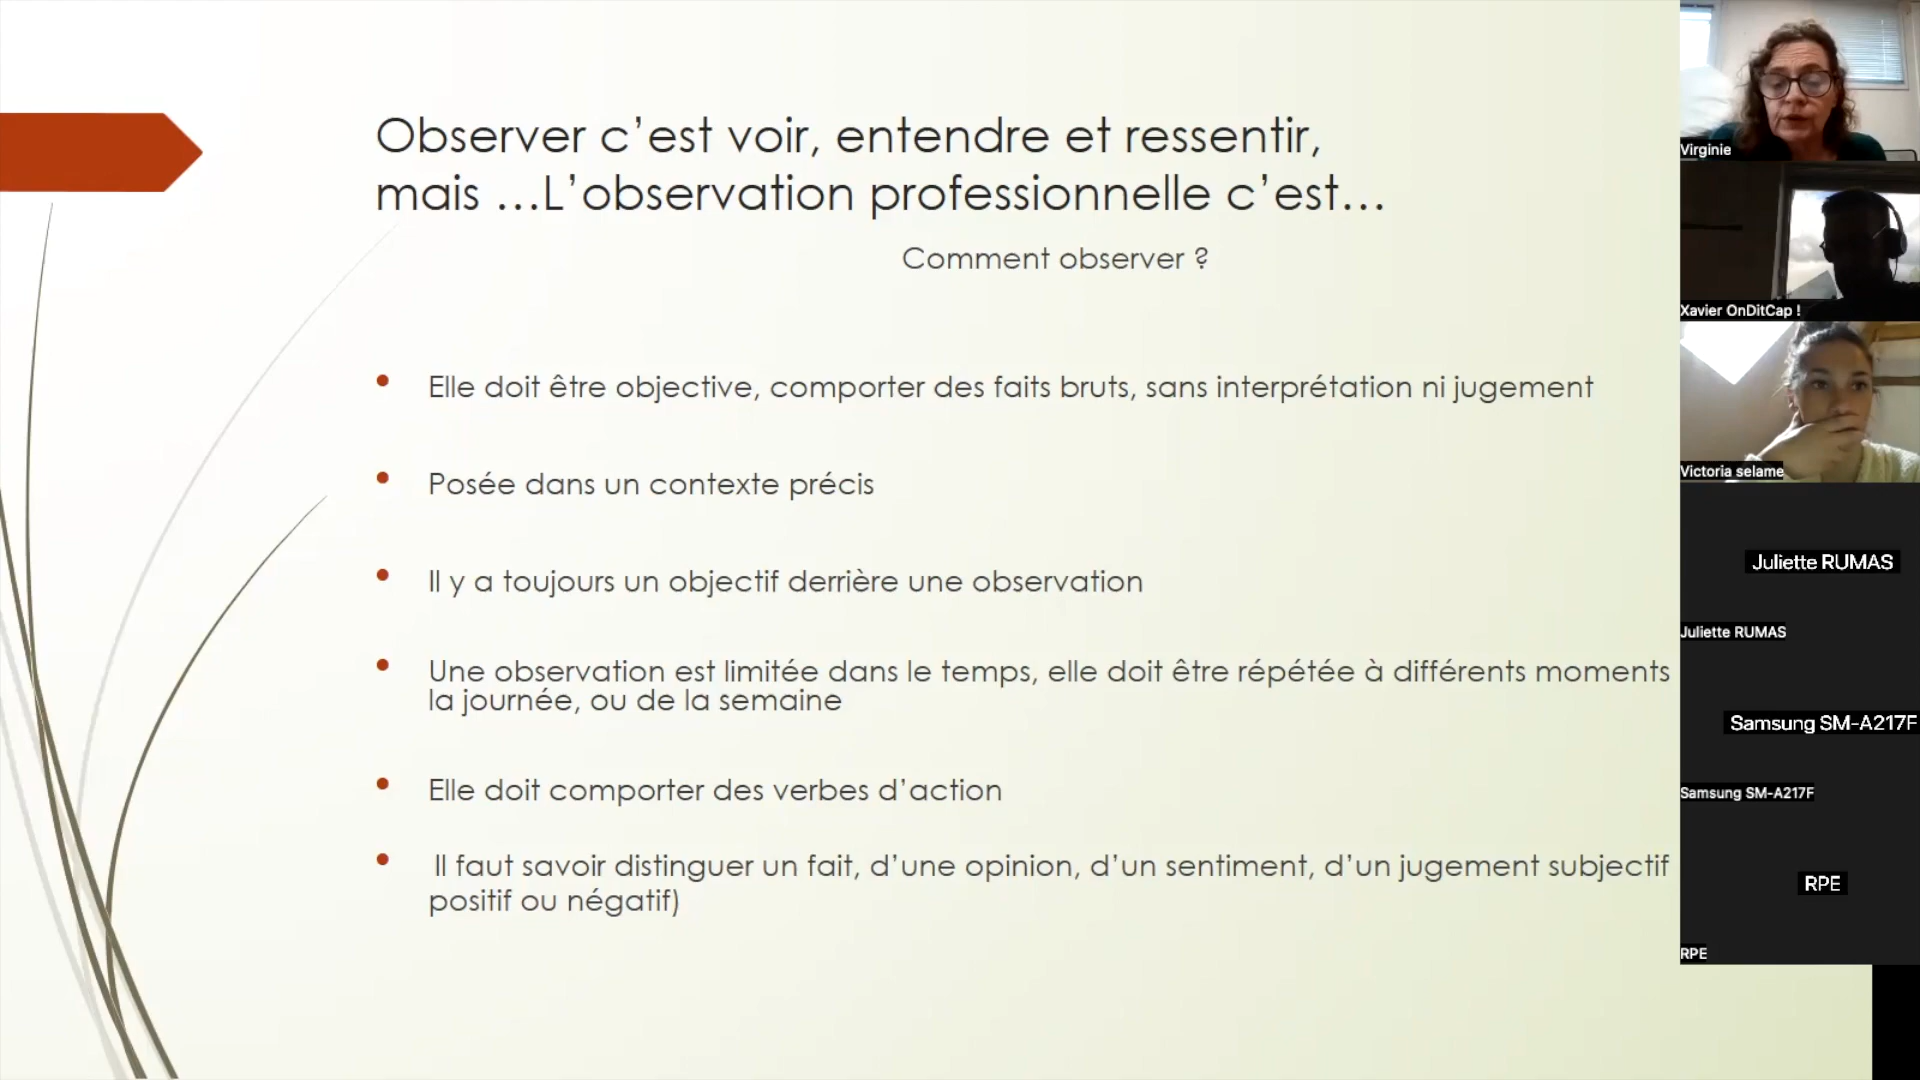 Observer c’est voir, entendre et ressentir,
mais …L’observation professionnelle c’est…
Comment observer ?
• Elle doit être objective, comporter des faits bruts, sans interprétation ni jugement
• Posée dans un contexte précis
• Il y a toujours un objectif derrière une observation
• Une observation est limitée dans le temps, elle doit être répétée à différents moments
la journée, ou de la semaine
• Elle doit comporter des verbes d’action
• Il faut savoir distinguer un fait, d’une opinion, d’un sentiment, d’un jugement subjectif
positif ou négatif)
Virginie
Xavier OnDitCap !
Victoria selame
Juliette RUMAS
Juliette RUMAS
Samsung SM-A217F
Samsung SM-A217F
RPE
RPE